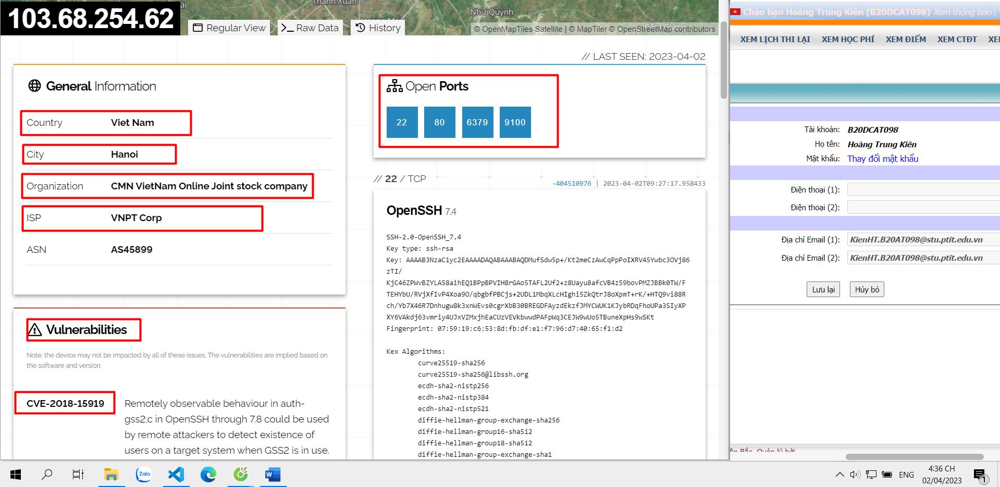 103.68.254.62
Regular View
Raw Data
History
Thanh Xuân
Như Quỳnh
© OpenMapTiles Satellite | © MapTiler © OpenStreetMap contributors
// LAST SEEN: 2023-04-02
General Information
Country Viet Nam
City Hanoi
Organization CMN VietNam Online Joint stock company
ISP VNPT Corp
ASN AS45899
Vulnerabilities
Note: the device may not be impacted by all of these issues. The vulnerabilities are implied based on
the software and version.
CVE-2018-15919
Remotely observable behaviour in auth-
gss2.c in OpenSSH through 7.8 could be used
by remote attackers to detect existence of
users on a target system when GSS2 is in use.
Open Ports
22 80 6379 9100
// 22 / TCP
-404510976 | 2023-04-02T09:27:17.958433
OpenSSH 7.4
SSH-2.0-OpenSSH_7.4
Key type: ssh-rsa
Key: AAAAB3NzaC1yc2EAAAADAQABAAABAQDMufSdw5p+/Kt2meCzAwCqPpPoIXRV45Ywbc3OVj86
zTI/
KjC46ZPWvBZYLA58aihEQ1BPpBPVIH8rGAo5TAFL2Uf2+z8Uayu8afcVB4z59bovPMZJBBk0TW/F
TEHYbU/RVjXfIvP4Xoa9O/qbgbfPBCjs+2UDL1MbqXLcHIghi5ZkQtrJ8oXpmT+rK/+HTQ9vi88R
ch/Yb7X46R7Dnhugw8k3xnWEvs0cgrXbB30BREGDFAyzdEkzfJMYCWUK1KJybRDqFhoUPa3SIyXP
XY6VAkdj63vmriy4UJxVZMxjhEaCUzVEVkbwwdPAFpWq3CEJW9wUo5TBuneXpHs9wSKt
Fingerprint: 07:59:19:c6:53:8d:fb:df:e1:f7:96:d7:40:65:f1:d2
Kex Algorithms:
curve25519-sha256
curve25519-sha256@libssh.org
ecdh-sha2-nistp256
ecdh-sha2-nistp384
ecdh-sha2-nistp521
diffie-hellman-group-exchange-sha256
diffie-hellman-group16-sha512
diffie-hellman-group18-sha512
diffie-hellman-group-exchange-sha1
Chào bạn Hoàng Trung Kiên (B20DCAT098) Xem thông báo |
XEM LỊCH THI LẠI XEM HỌC PHÍ XEM ĐIỂM XEM CTĐT XE
Tài khoản: B20DCAT098
Họ tên: Hoàng Trung Kiên
Mật khẩu: Thay đổi mật khẩu
Điện thoại (1):
Điện thoại (2):
Địa chỉ Email (1): KienHT.B20AT098@stu.ptit.edu.vn
Địa chỉ Email (2): KienHT.B20AT098@stu.ptit.edu.vn
Lưu lại Hủy bỏ
Zalo
ENG
4:36 CH
02/04/2023
1